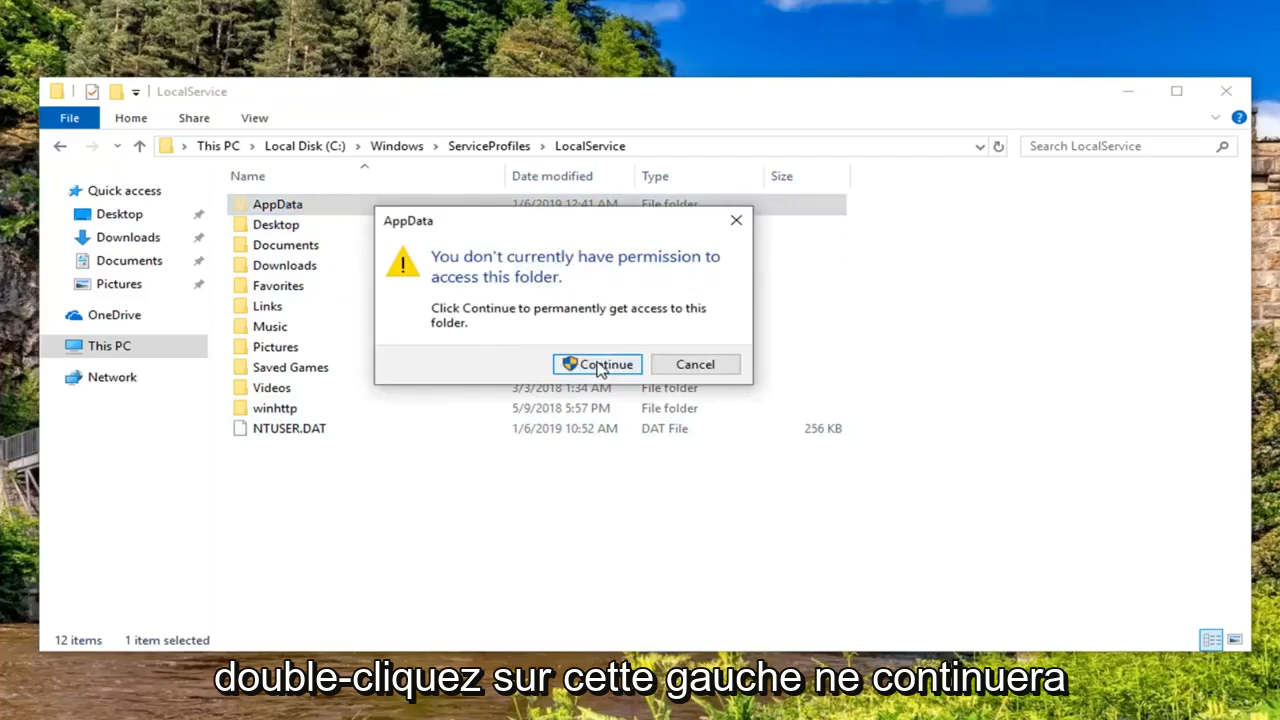 LocalService
File Home Share View
This PC Local Disk (C:) Windows ServiceProfiles LocalService
Search LocalService
Name Date modified Type Size
Quick access
Desktop
Downloads
Documents
Pictures
OneDrive
This PC
Network
AppData 1/6/2019 12:41 AM File folder
Desktop
Documents
Downloads
Favorites
Links
Music
Pictures
Saved Games
Videos 3/3/2018 1:34 AM File folder
winhttp 5/9/2018 5:57 PM File folder
NTUSER.DAT 1/6/2019 10:52 AM DAT File 256 KB
AppData
You don't currently have permission to
access this folder.
Click Continue to permanently get access to this
folder.
Continue Cancel
12 items 1 item selected
double-cliquez sur cette gauche ne continuera